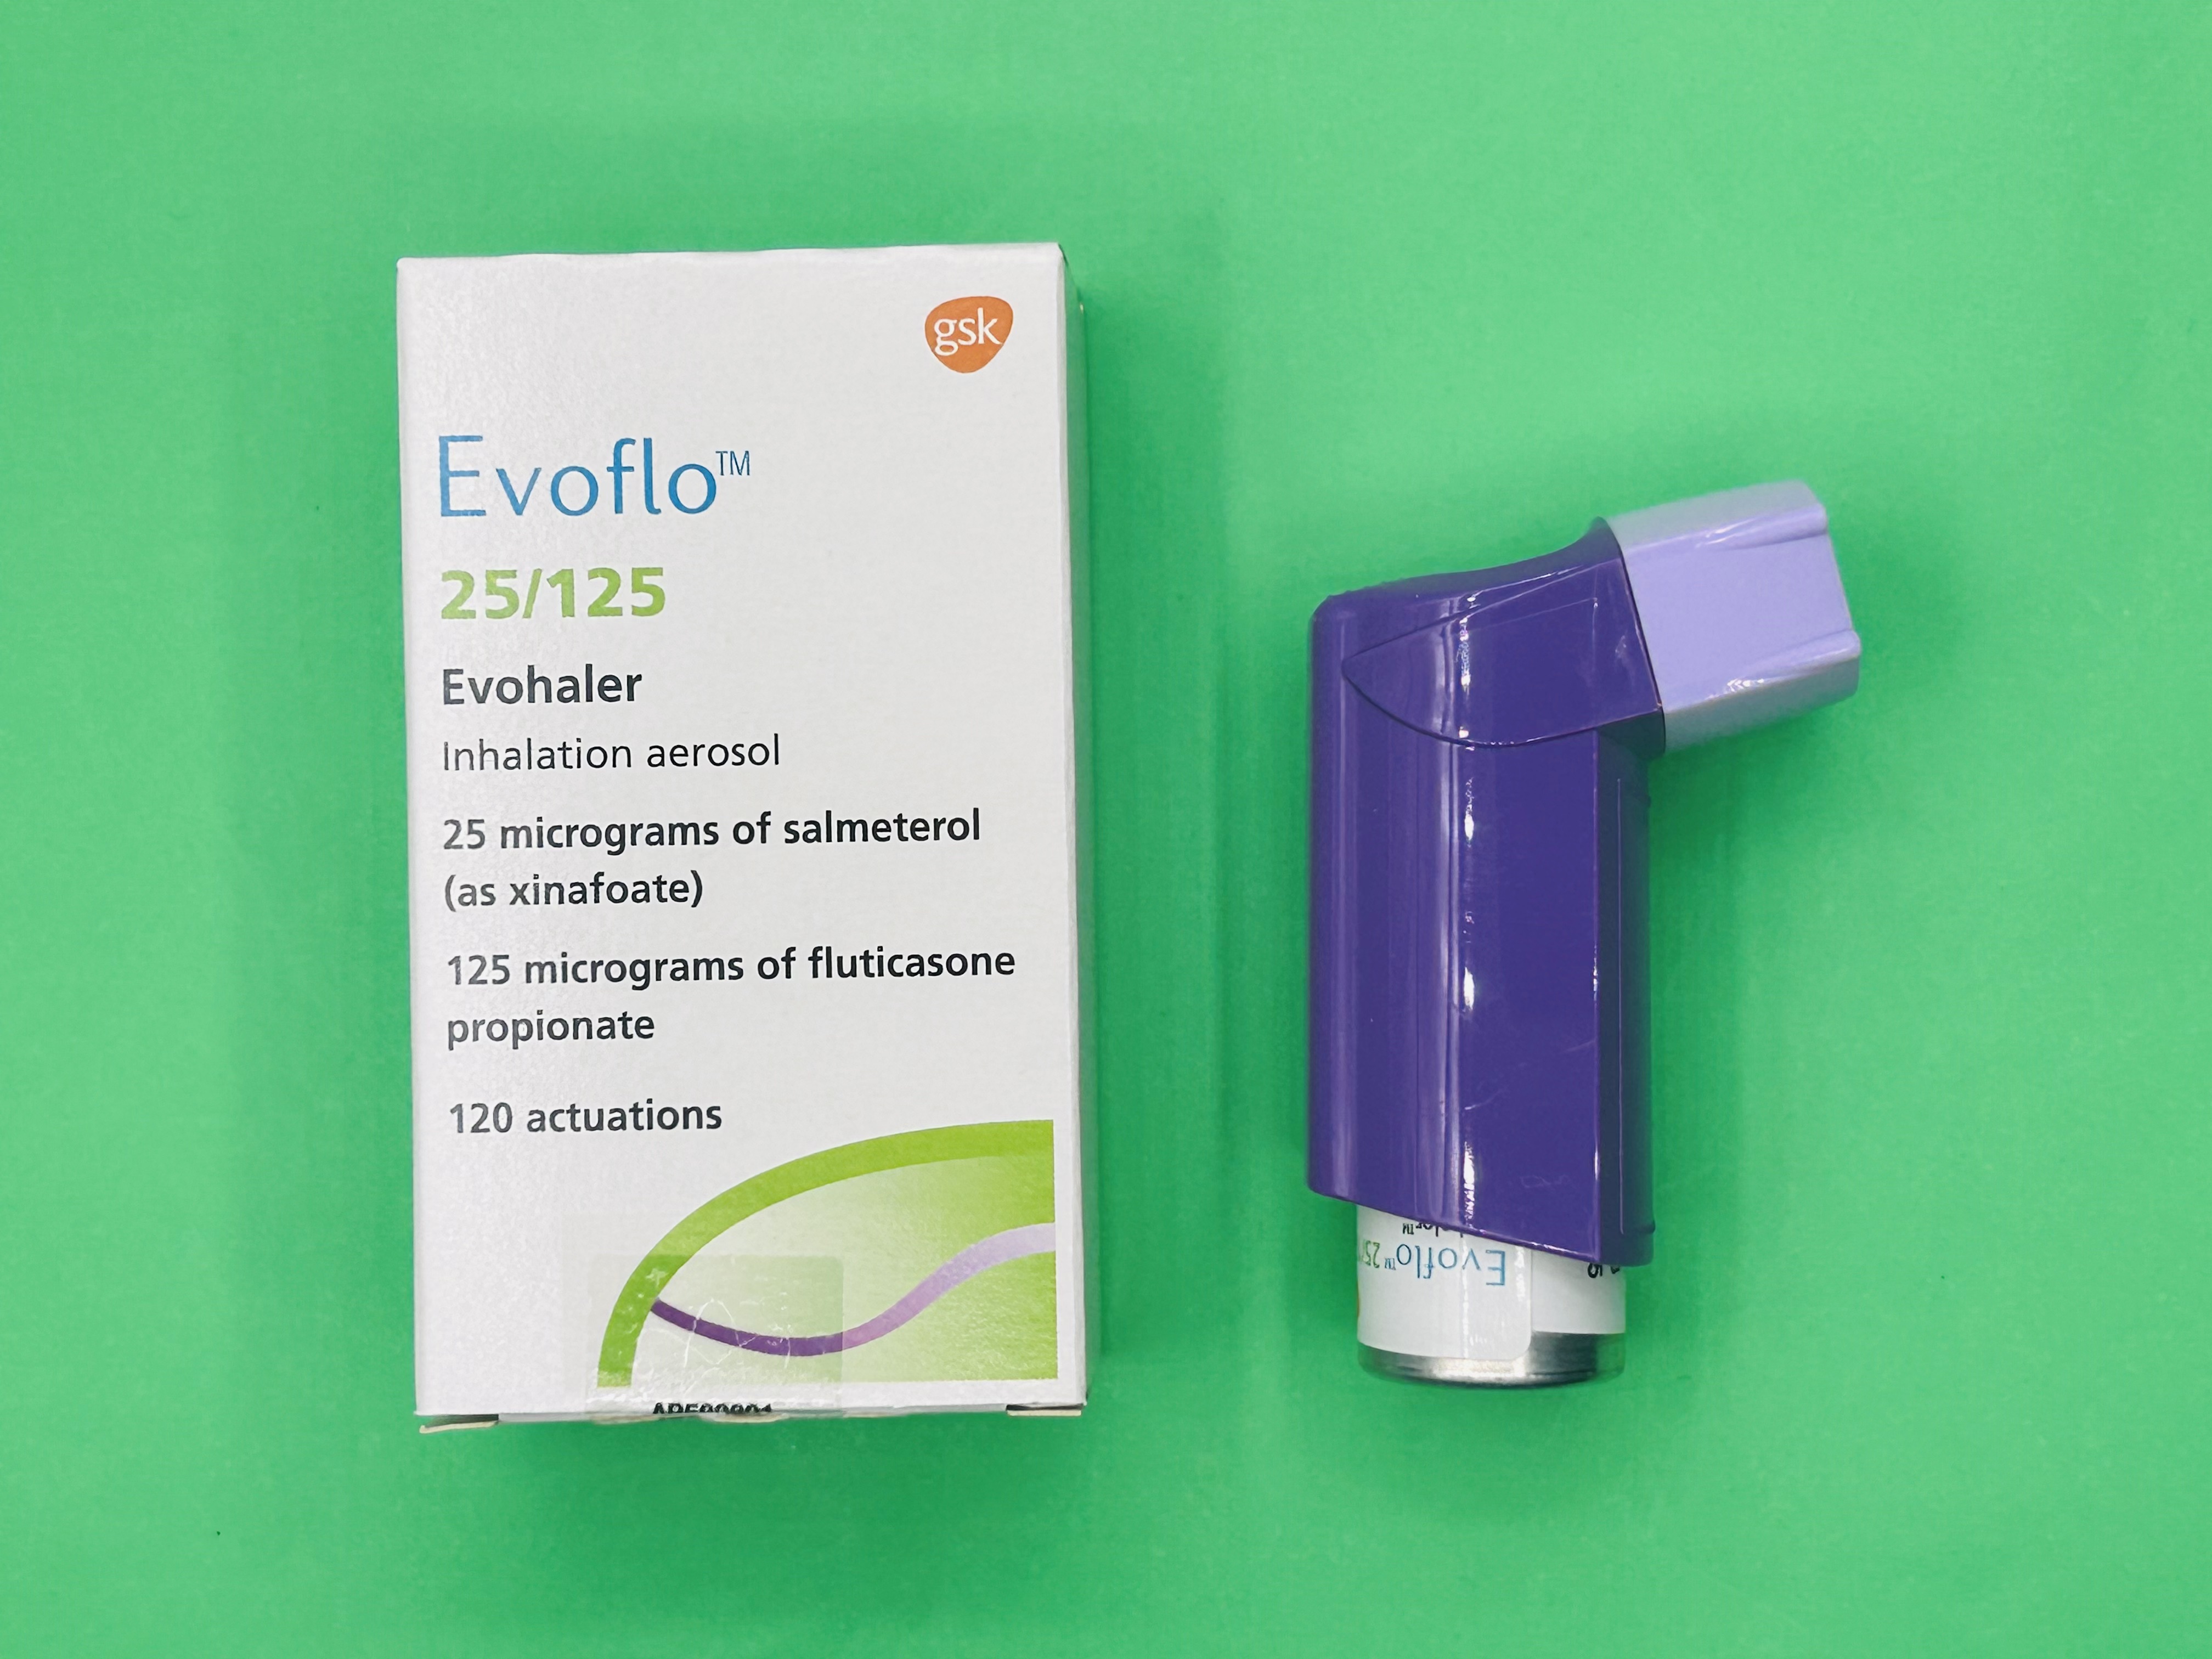 gsk
Evoflo™
25/125
Evohaler
Inhalation aerosol
25 micrograms of salmeterol
(as xinafoate)
125 micrograms of fluticasone
propionate
120 actuations
Evoflo™ 25/